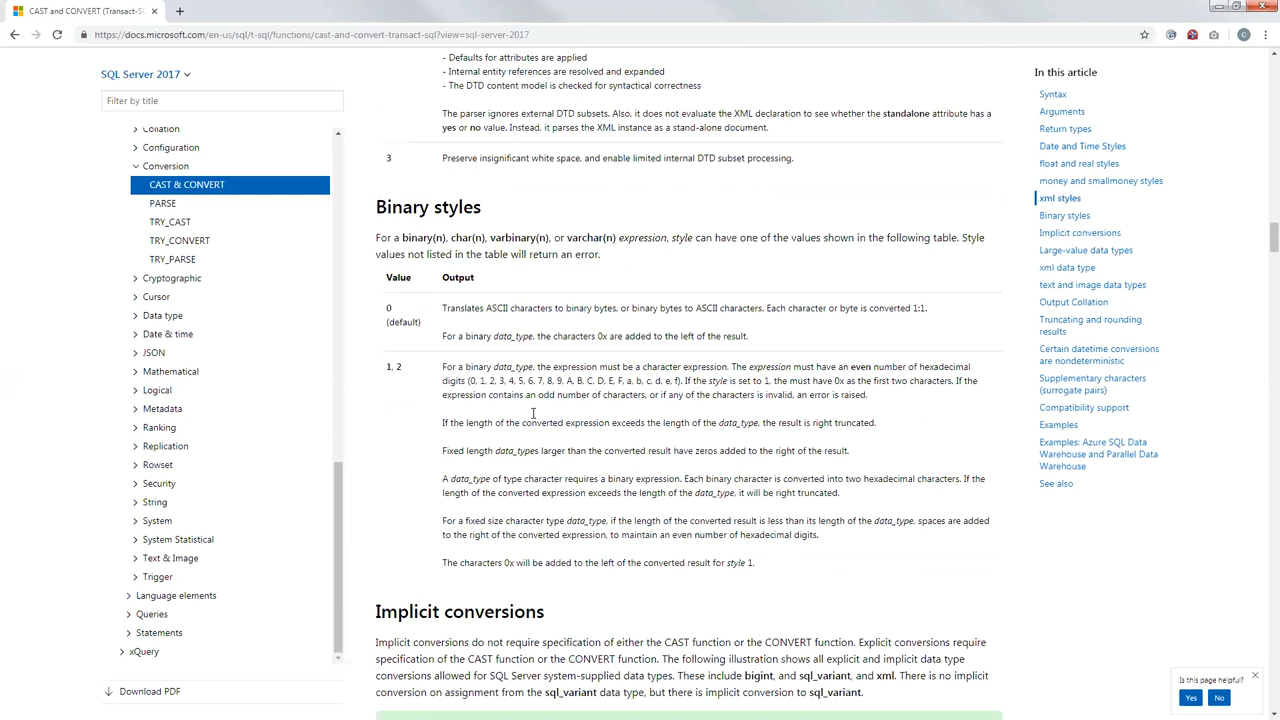 CAST and CONVERT (Transact-S
https://docs.microsoft.com/en-us/sql/t-sql/functions/cast-and-convert-transact-sql?view=sql-server-2017
SQL Server 2017
Filter by title
Collation
Configuration
Conversion
CAST & CONVERT
PARSE
TRY_CAST
TRY_CONVERT
TRY_PARSE
Cryptographic
Cursor
Data type
Date & time
JSON
Mathematical
Logical
Metadata
Ranking
Replication
Rowset
Security
String
System
System Statistical
Text & Image
Trigger
Language elements
Queries
Statements
xQuery
Download PDF
- Defaults for attributes are applied
- Internal entity references are resolved and expanded
- The DTD content model is checked for syntactical correctness
The parser ignores external DTD subsets. Also, it does not evaluate the XML declaration to see whether the standalone attribute has a
yes or no value. Instead, it parses the XML instance as a stand-alone document.
3 Preserve insignificant white space, and enable limited internal DTD subset processing.
Binary styles
For a binary(n), char(n), varbinary(n), or varchar(n) expression, style can have one of the values shown in the following table. Style
values not listed in the table will return an error.
Value Output
0 Translates ASCII characters to binary bytes, or binary bytes to ASCII characters. Each character or byte is converted 1:1.
(default)
For a binary data_type, the characters 0x are added to the left of the result.
1, 2 For a binary data_type, the expression must be a character expression. The expression must have an even number of hexadecimal
digits (0, 1, 2, 3, 4, 5, 6, 7, 8, 9, A, B, C, D, E, F, a, b, c, d, e, f). If the style is set to 1, the must have 0x as the first two characters. If the
expression contains an odd number of characters, or if any of the characters is invalid, an error is raised.
If the length of the converted expression exceeds the length of the data_type, the result is right truncated.
Fixed length data_types larger than the converted result have zeros added to the right of the result.
A data_type of type character requires a binary expression. Each binary character is converted into two hexadecimal characters. If the
length of the converted expression exceeds the length of the data_type, it will be right truncated.
For a fixed size character type data_type, if the length of the converted result is less than its length of the data_type, spaces are added
to the right of the converted expression, to maintain an even number of hexadecimal digits.
The characters 0x will be added to the left of the converted result for style 1.
Implicit conversions
Implicit conversions do not require specification of either the CAST function or the CONVERT function. Explicit conversions require
specification of the CAST function or the CONVERT function. The following illustration shows all explicit and implicit data type
conversions allowed for SQL Server system-supplied data types. These include bigint, and sql_variant, and xml. There is no implicit
conversion on assignment from the sql_variant data type, but there is implicit conversion to sql_variant.
In this article
Syntax
Arguments
Return types
Date and Time Styles
float and real styles
money and smallmoney styles
xml styles
Binary styles
Implicit conversions
Large-value data types
xml data type
text and image data types
Output Collation
Truncating and rounding
results
Certain datetime conversions
are nondeterministic
Supplementary characters
(surrogate pairs)
Compatibility support
Examples
Examples: Azure SQL Data
Warehouse and Parallel Data
Warehouse
See also
Is this page helpful?
Yes No